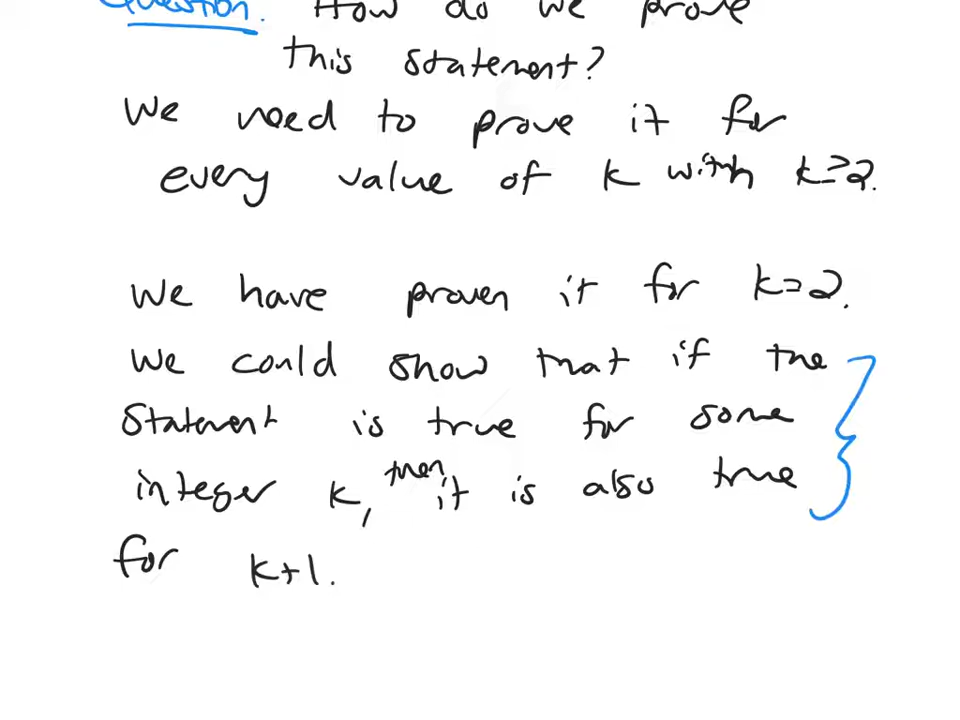 Question. How do we prove
this statement?
We need to prove it for
every value of k with k≥2.
We have proven it for k=2.
We could show that if the
statement is true for some
integer k, then it is also true
for k+1.